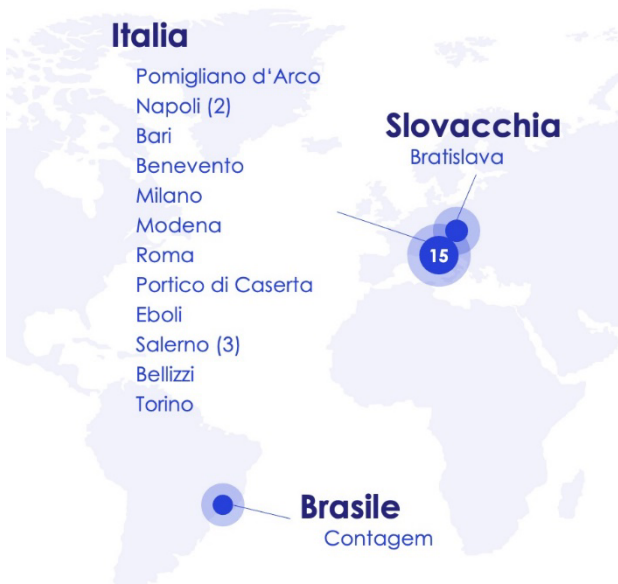 Italia
Pomigliano d‘Arco
Napoli (2)
Bari
Benevento
Milano
Modena
Roma
Portico di Caserta
Eboli
Salerno (3)
Bellizzi
Torino
Slovacchia
Bratislava
15
Brasile
Contagem